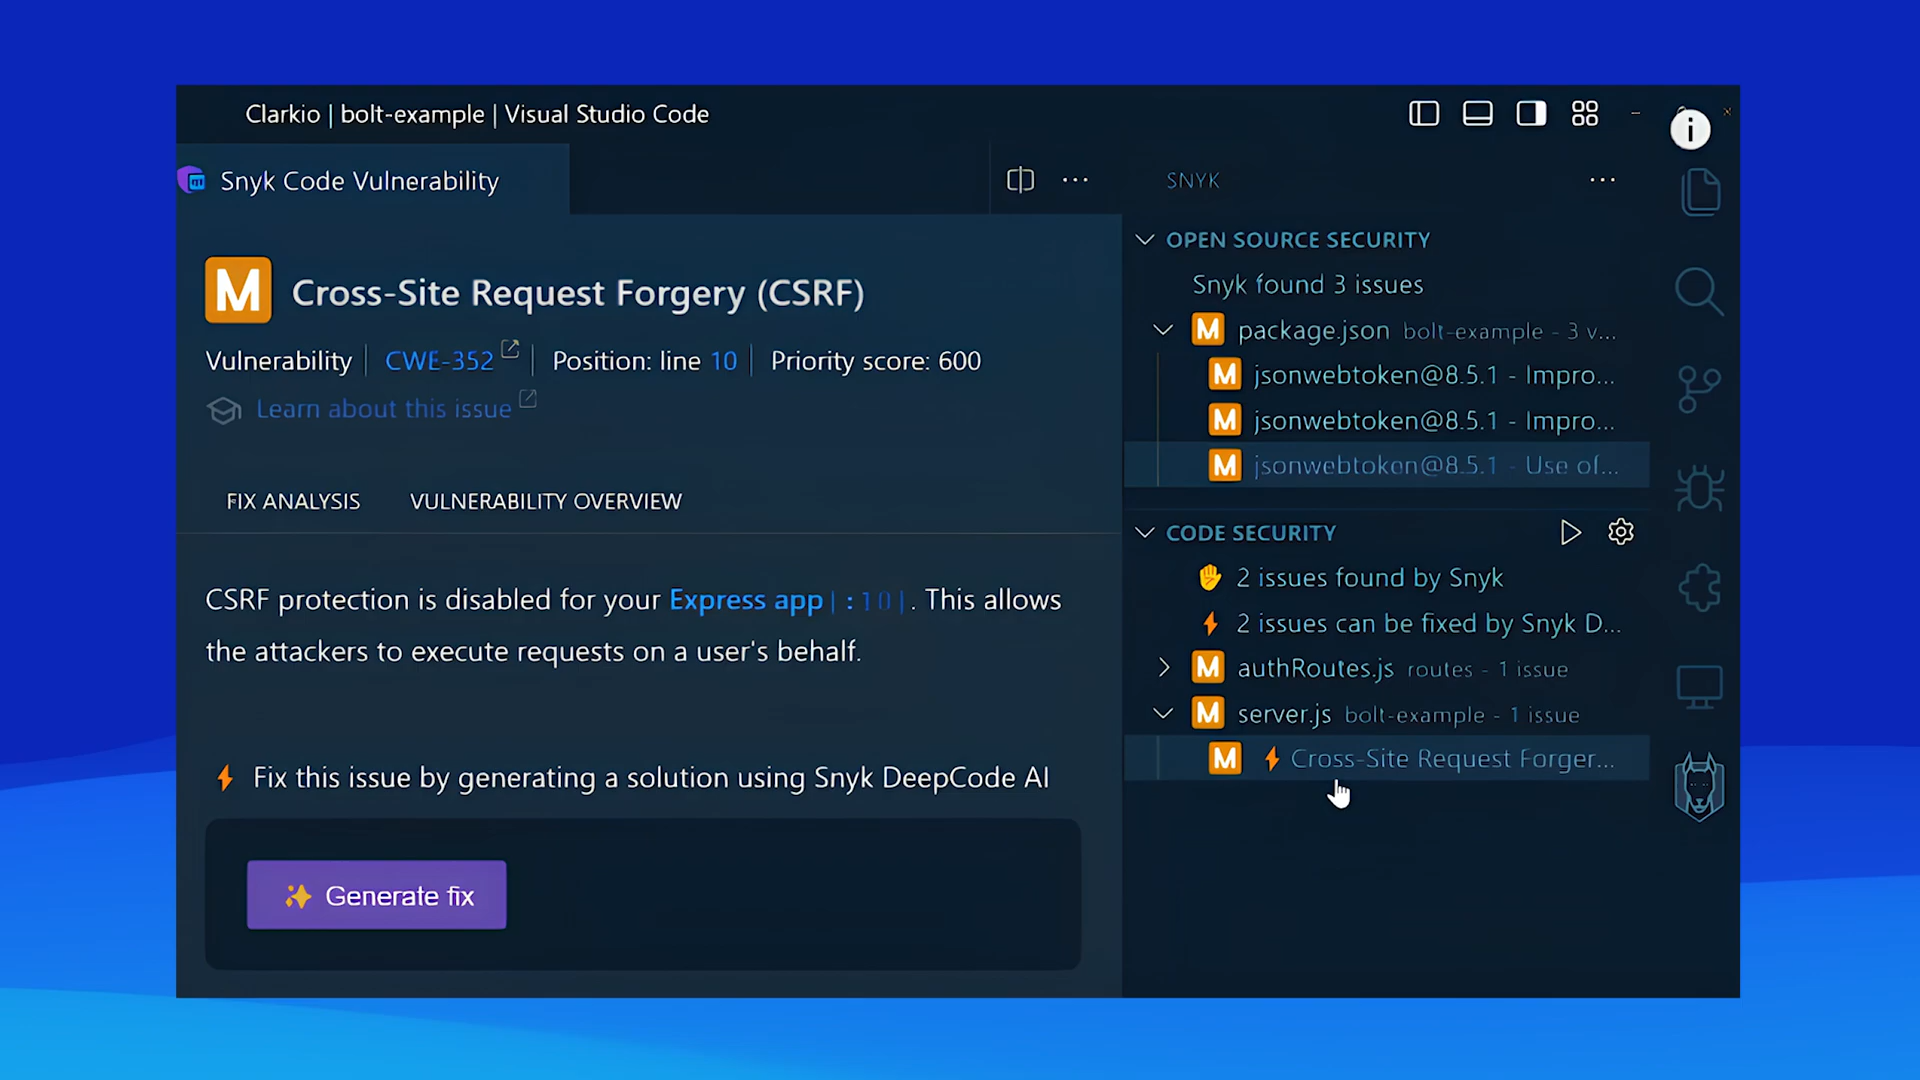 Clarkio | bolt-example | Visual Studio Code
Snyk Code Vulnerability
M Cross-Site Request Forgery (CSRF)
Vulnerability | CWE-352 | Position: line 10 | Priority score: 600
Learn about this issue
FIX ANALYSIS VULNERABILITY OVERVIEW
CSRF protection is disabled for your Express app|:10|. This allows
the attackers to execute requests on a user's behalf.
Fix this issue by generating a solution using Snyk DeepCode AI
Generate fix
SNYK
OPEN SOURCE SECURITY
Snyk found 3 issues
M package.json bolt-example - 3 v...
M jsonwebtoken@8.5.1 - Impro...
M jsonwebtoken@8.5.1 - Impro...
M jsonwebtoken@8.5.1 - Use of...
CODE SECURITY
2 issues found by Snyk
2 issues can be fixed by Snyk D...
M authRoutes.js routes - 1 issue
M server.js bolt-example - 1 issue
M Cross-Site Request Forger...